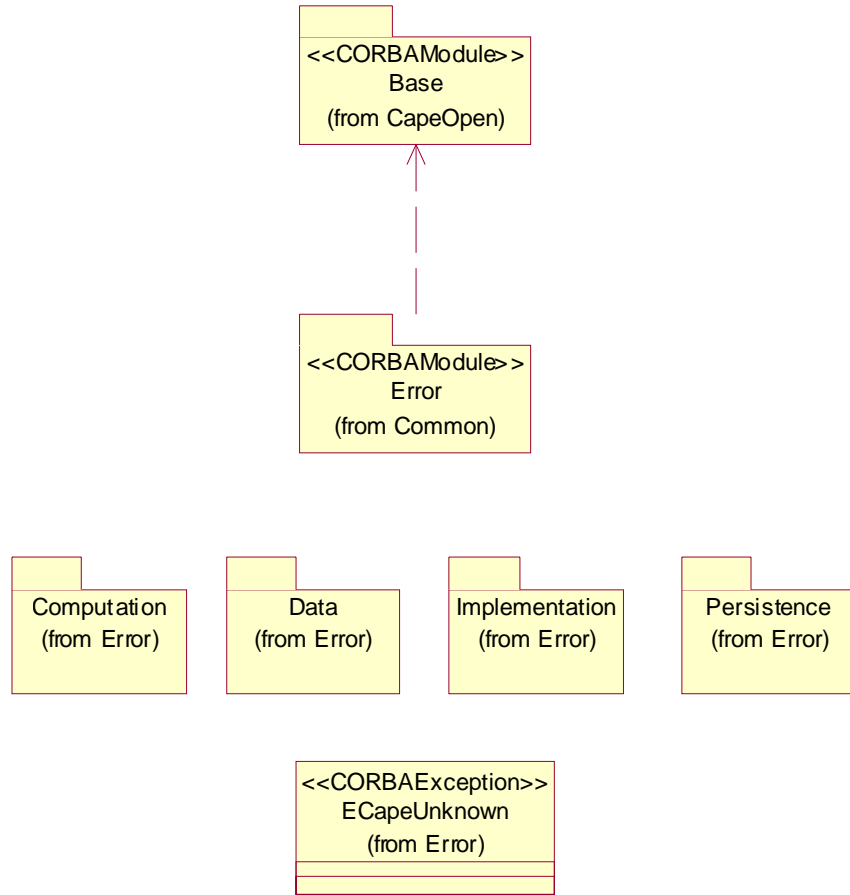 <<CORBAModule>>
Base
(from CapeOpen)
<<CORBAModule>>
Error
(from Common)
Computation
(from Error)
Data
(from Error)
Implementation
(from Error)
Persistence
(from Error)
<<CORBAException>>
ECapeUnknown
(from Error)